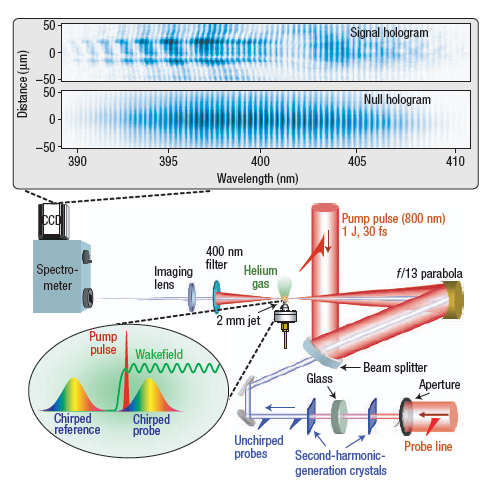 50
Signal hologram
0
Distance (µm)
−50
50
Null hologram
0
−50
390
395
400
405
410
Wavelength (nm)
CCD
Pump pulse (800 nm)
1 J, 30 fs
400 nm
filter
Helium
gas
Imaging
lens
f/13 parabola
Spectro-
meter
2 mm jet
Pump
pulse
Wakefield
Beam splitter
Glass
Aperture
Chirped
reference
Chirped
probe
Unchirped
probes
Second-harmonic-
generation crystals
Probe line